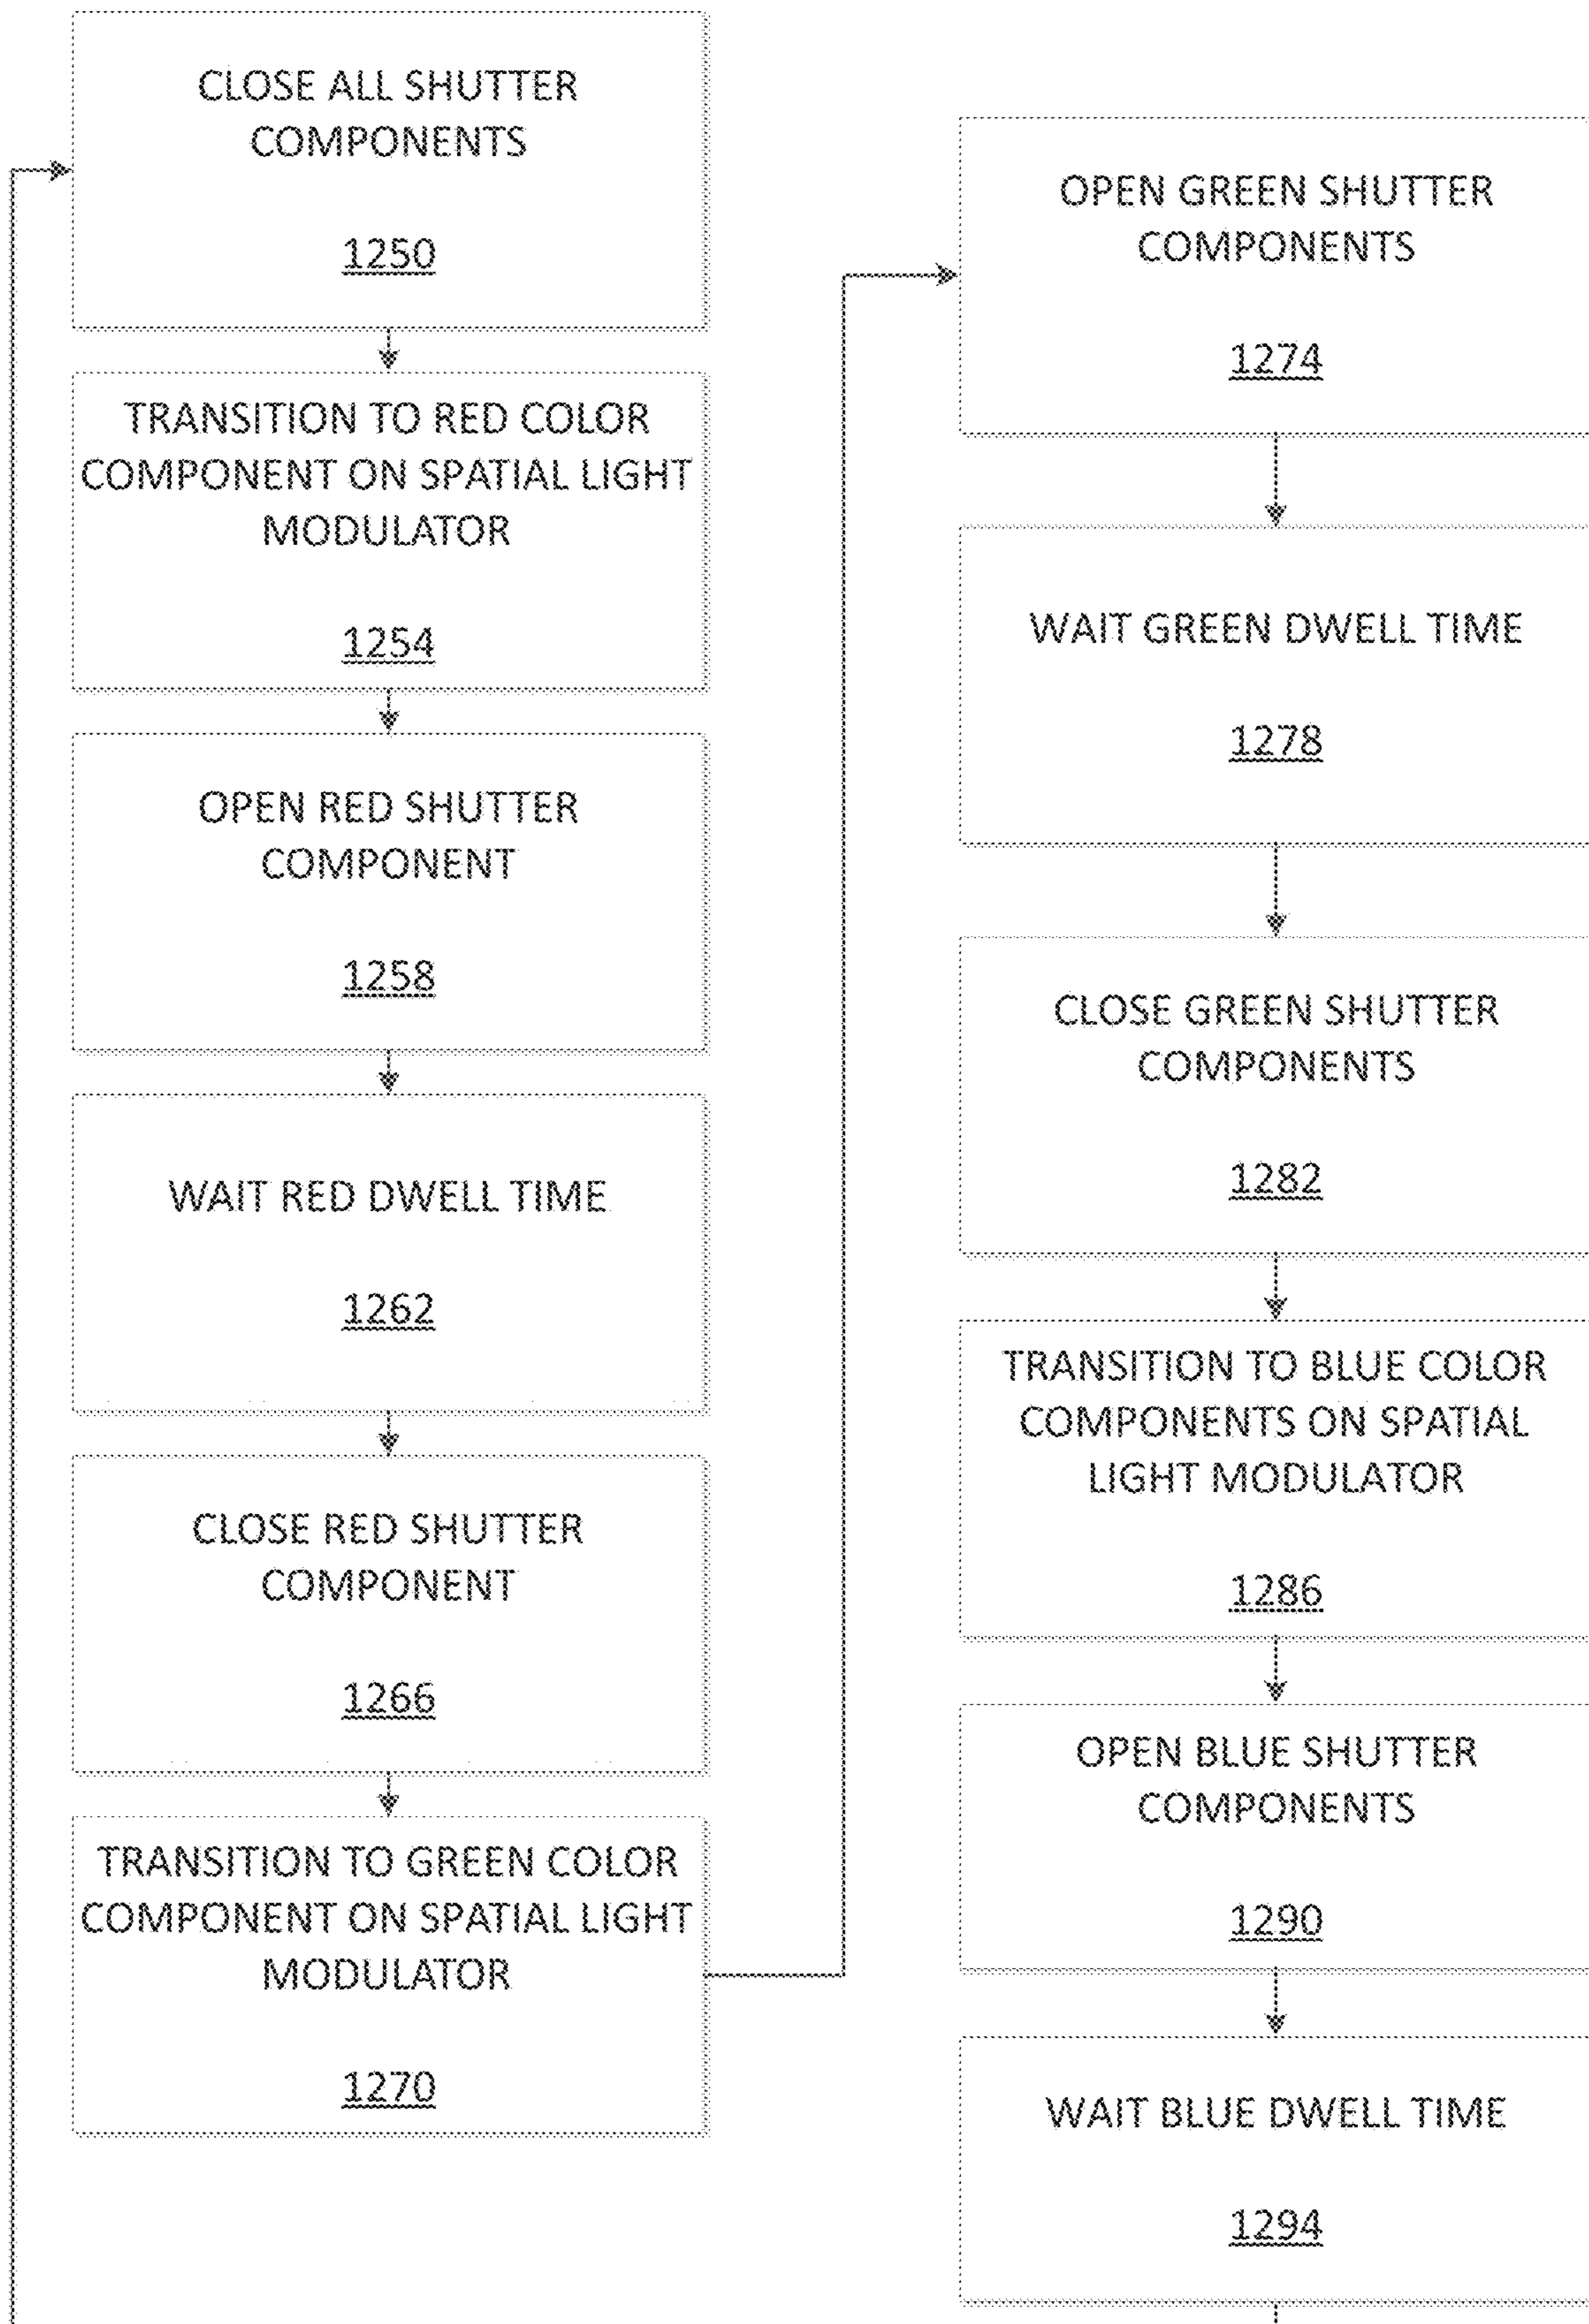 CLOSE ALL SHUTTER
COMPONENTS
1250
TRANSITION TO RED COLOR
COMPONENT ON SPATIAL LIGHT
MODULATOR
1254
OPEN RED SHUTTER
COMPONENT
1258
WAIT RED DWELL TIME
1262
CLOSE RED SHUTTER
COMPONENT
1266
TRANSITION TO GREEN COLOR
COMPONENT ON SPATIAL LIGHT
MODULATOR
1270
OPEN GREEN SHUTTER
COMPONENTS
1274
WAIT GREEN DWELL TIME
1278
CLOSE GREEN SHUTTER
COMPONENTS
1282
TRANSITION TO BLUE COLOR
COMPONENTS ON SPATIAL
LIGHT MODULATOR
1286
OPEN BLUE SHUTTER
COMPONENTS
1290
WAIT BLUE DWELL TIME
1294